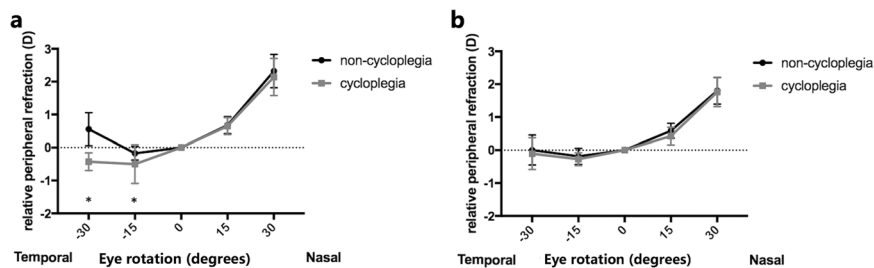 a
relative peripheral refraction (D)
3
2
1
0
-1
-2
-30
-15
0
15
30
* *
non-cycloplegia
cycloplegia
Temporal Eye rotation (degrees) Nasal
b
relative peripheral refraction (D)
3
2
1
0
-1
-2
-30
-15
0
15
30
non-cycloplegia
cycloplegia
Temporal Eye rotation (degrees) Nasal